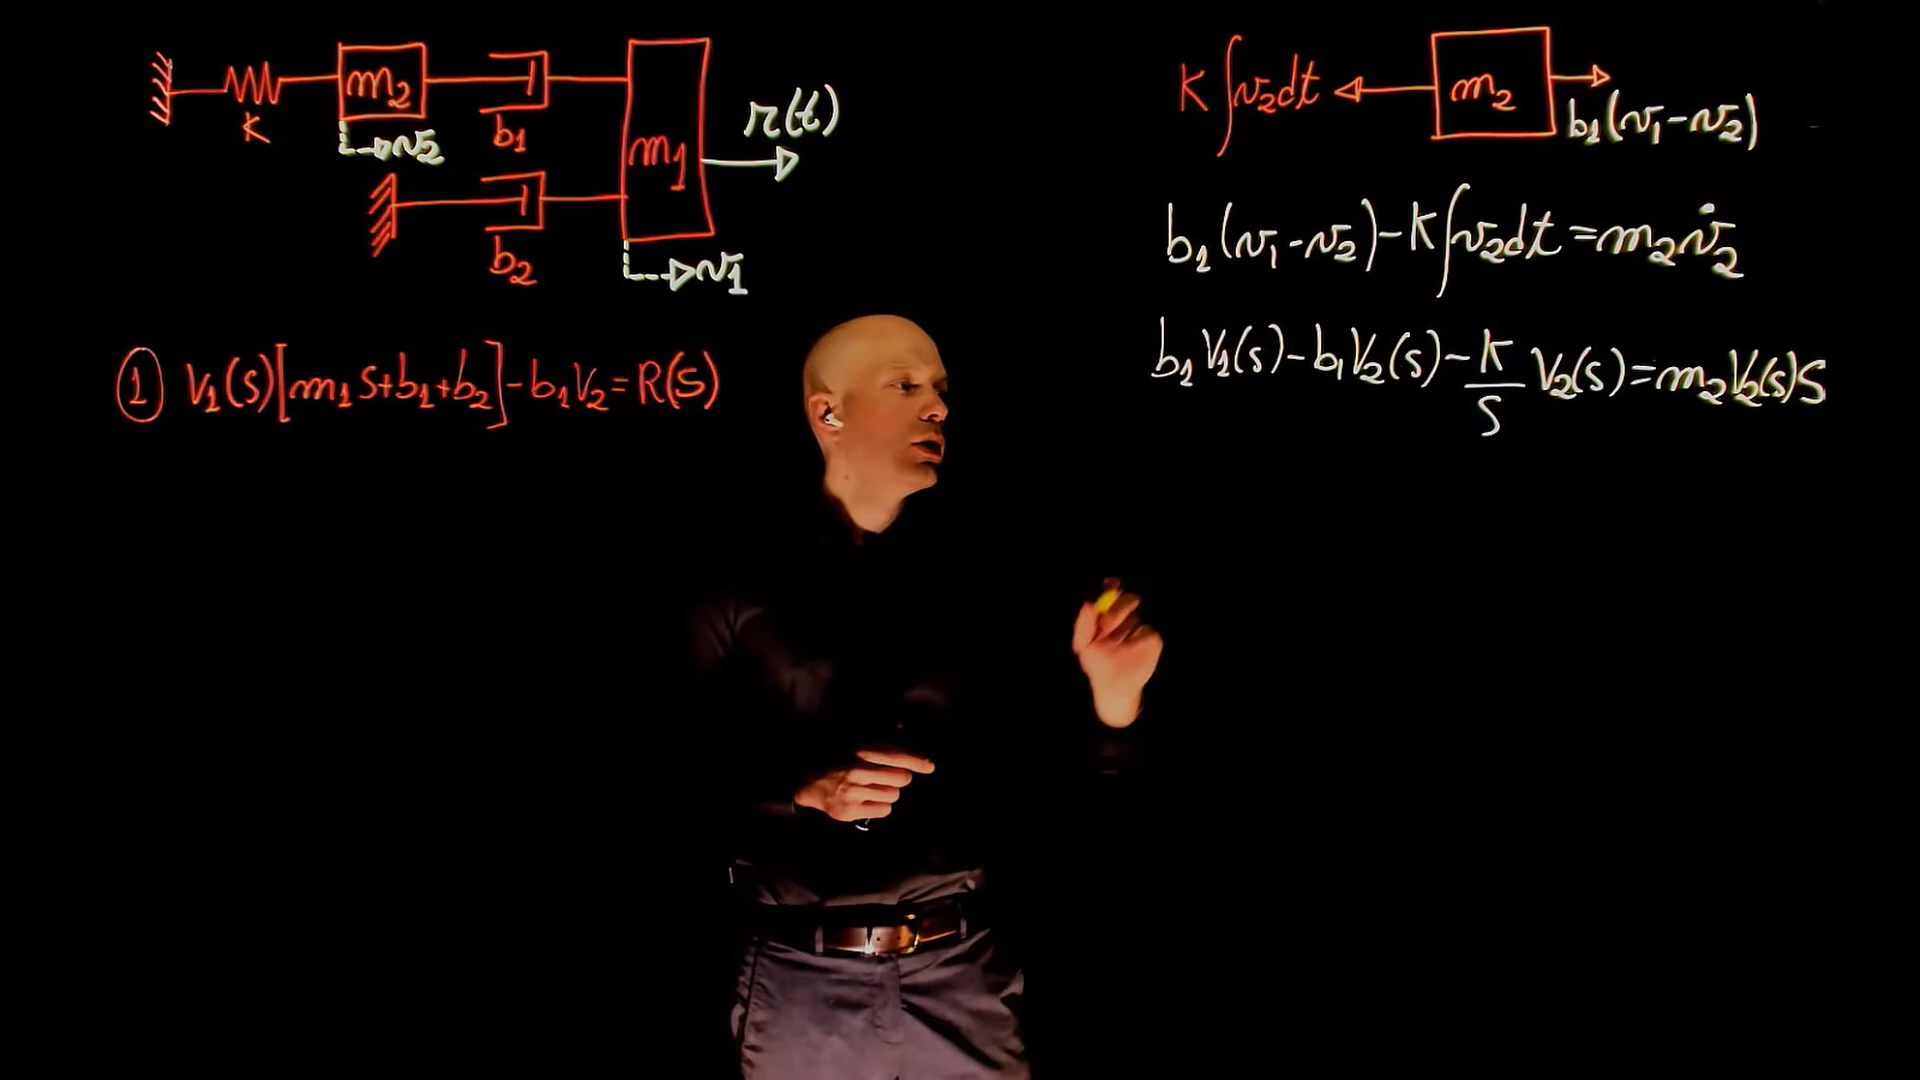 K
m₂
b₁
v₂
b₂
m₁
r(t)
v₁
① V₁(s)[m₁s+b₁+b₂]-b₁V₂=R(s)
K∫v₂dt
m₂
b₁(v₁-v₂)
b₁(v₁-v₂)-K∫v₂dt=m₂v̇₂
b₁V₁(s)-b₁V₂(s)-K/s V₂(s)=m₂V₂(s)s